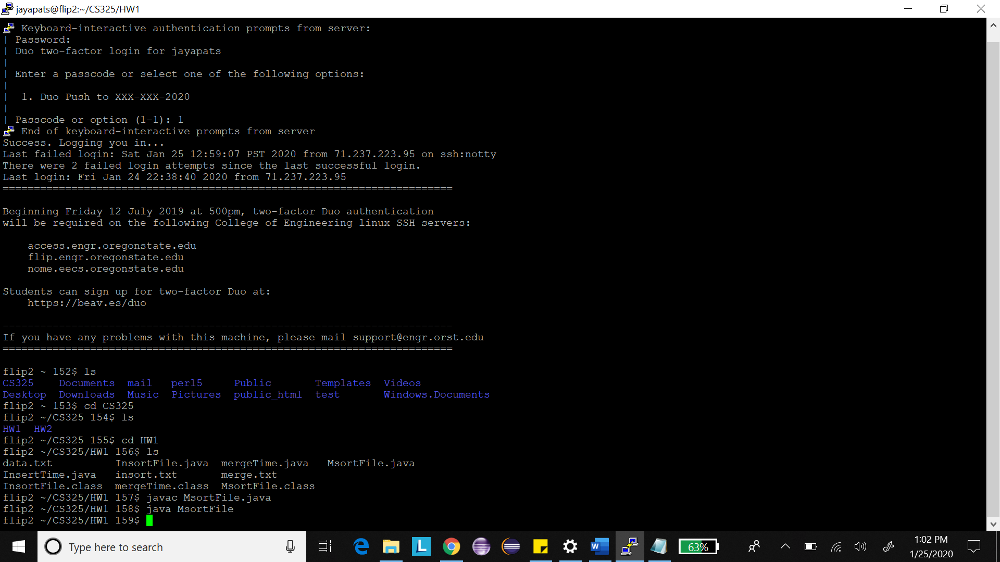 jayapats@flip2:~/CS325/HW1
Keyboard-interactive authentication prompts from server:
| Password:
| Duo two-factor login for jayapats
|
| Enter a passcode or select one of the following options:
|
|  1. Duo Push to XXX-XXX-2020
|
| Passcode or option (1-1): 1
End of keyboard-interactive prompts from server
Success. Logging you in...
Last failed login: Sat Jan 25 12:59:07 PST 2020 from 71.237.223.95 on ssh:notty
There were 2 failed login attempts since the last successful login.
Last login: Fri Jan 24 22:38:40 2020 from 71.237.223.95
========================================================================
Beginning Friday 12 July 2019 at 500pm, two-factor Duo authentication
will be required on the following College of Engineering linux SSH servers:
access.engr.oregonstate.edu
flip.engr.oregonstate.edu
nome.eecs.oregonstate.edu
Students can sign up for two-factor Duo at:
https://beav.es/duo
------------------------------------------------------------------------
If you have any problems with this machine, please mail support@engr.orst.edu
========================================================================
flip2 ~ 152$ ls
CS325    Documents  mail   perl5     Public       Templates  Videos
Desktop  Downloads  Music  Pictures  public_html  test       Windows.Documents
flip2 ~ 153$ cd CS325
flip2 ~/CS325 154$ ls
HW1  HW2
flip2 ~/CS325 155$ cd HW1
flip2 ~/CS325/HW1 156$ ls
data.txt          InsortFile.java  mergeTime.java   MsortFile.java
InsertTime.java   insort.txt       merge.txt
InsortFile.class  mergeTime.class  MsortFile.class
flip2 ~/CS325/HW1 157$ javac MsortFile.java
flip2 ~/CS325/HW1 158$ java MsortFile
flip2 ~/CS325/HW1 159$
Type here to search
L
W
63%
1:02 PM
1/25/2020